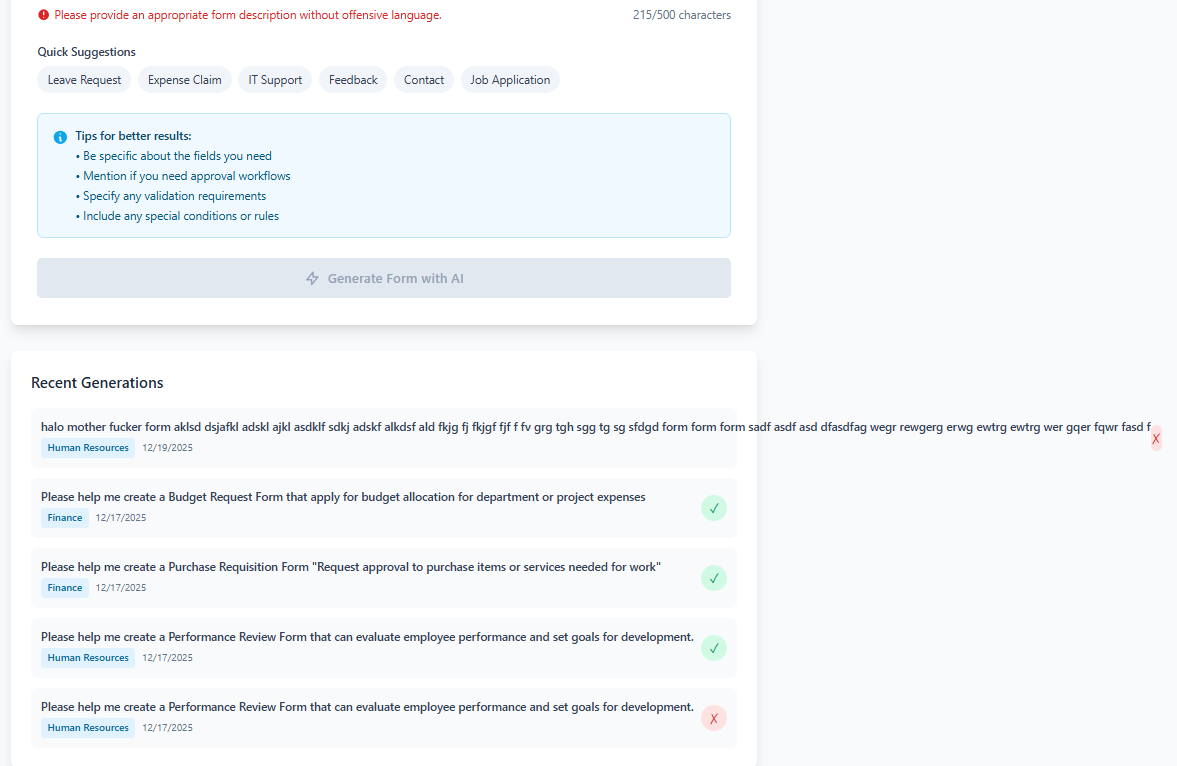 Please provide an appropriate form description without offensive language. 215/500 characters
Quick Suggestions
Leave Request Expense Claim IT Support Feedback Contact Job Application
Tips for better results:
• Be specific about the fields you need
• Mention if you need approval workflows
• Specify any validation requirements
• Include any special conditions or rules
Generate Form with AI
Recent Generations
halo mother fucker form aklsd dsjafkl adskl ajkl asdklf sdkj adskf alkdsf ald fkjg fj fkjgf fjf f fv grg tgh sgg tg sg sfdgd form form form sadf asdf asd dfasdfag wegr rewgerg erwg ewtrg ewtrg wer gqer fqwr fasd f
X
Human Resources 12/19/2025
Please help me create a Budget Request Form that apply for budget allocation for department or project expenses
Finance 12/17/2025
✓
Please help me create a Purchase Requisition Form "Request approval to purchase items or services needed for work"
Finance 12/17/2025
✓
Please help me create a Performance Review Form that can evaluate employee performance and set goals for development.
Human Resources 12/17/2025
✓
Please help me create a Performance Review Form that can evaluate employee performance and set goals for development.
Human Resources 12/17/2025
X